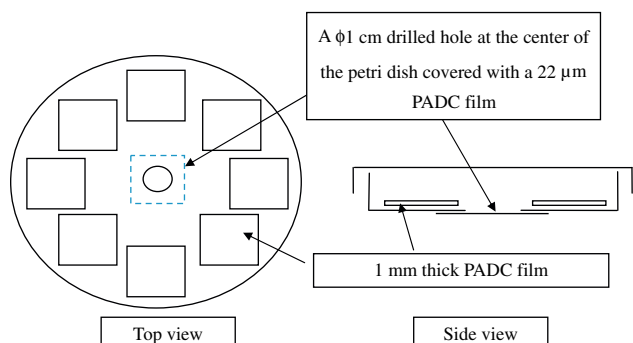 A ϕ1 cm drilled hole at the center of
the petri dish covered with a 22 μm
PADC film
1 mm thick PADC film
Top view
Side view